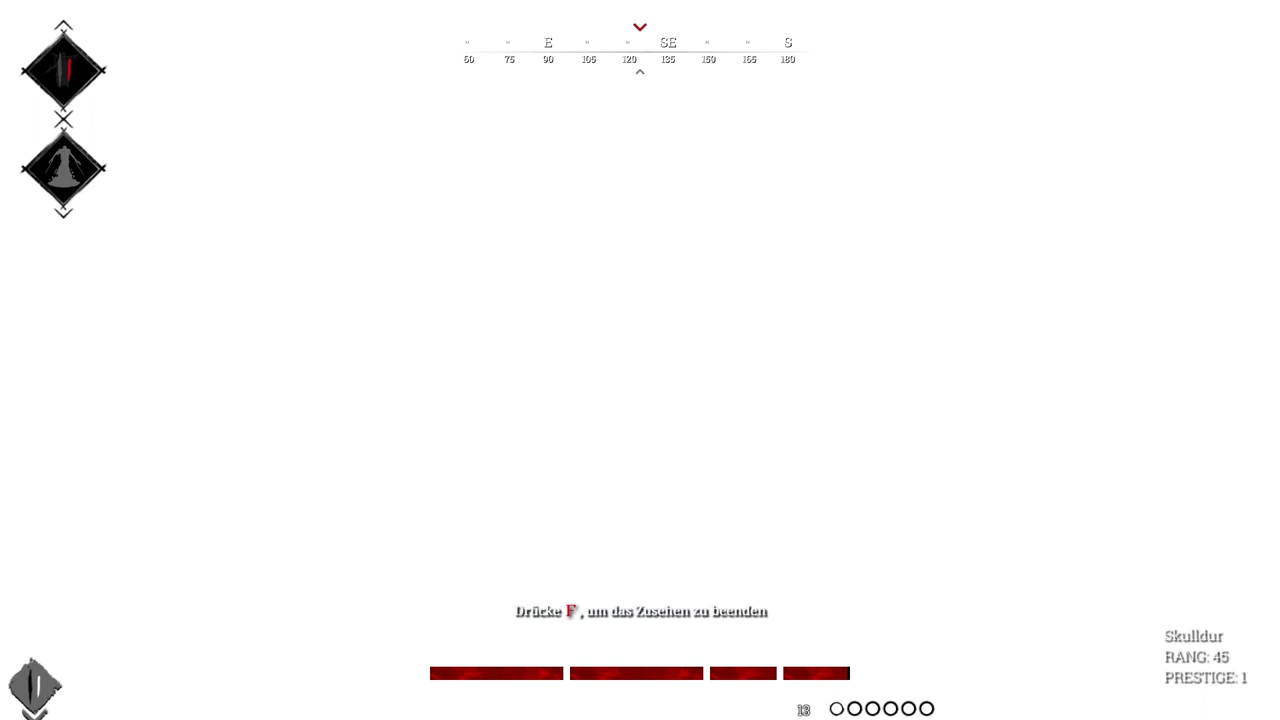 E SE S
60 75 90 105 120 135 150 165 180
Drücke F, um das Zusehen zu beenden
Skulldur
RANG: 45
PRESTIGE: 1
13